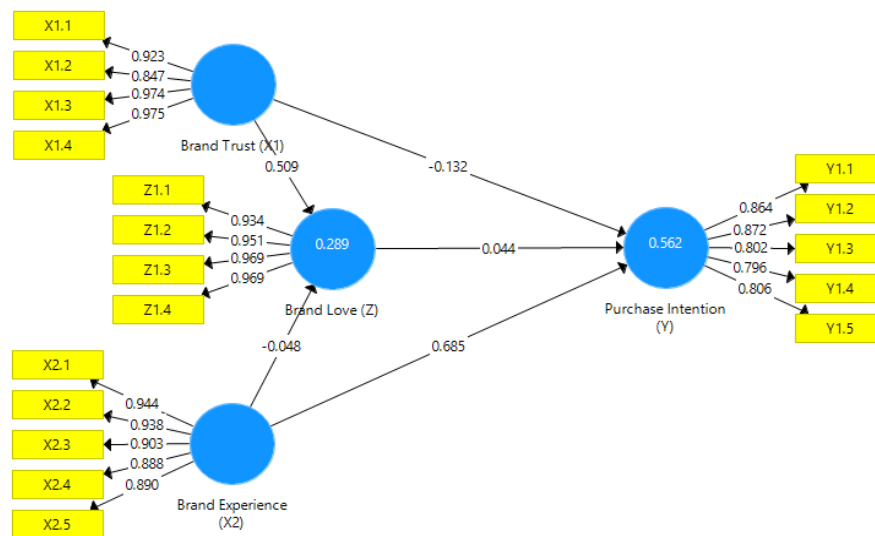 X1.1
X1.2
X1.3
X1.4
0.923
0.847
0.974
0.975
Brand Trust (X1)
0.509
-0.132
Z1.1
Z1.2
Z1.3
Z1.4
0.934
0.951
0.969
0.969
0.289
Brand Love (Z)
0.044
0.562
Purchase Intention
(Y)
0.864
0.872
0.802
0.796
0.806
Y1.1
Y1.2
Y1.3
Y1.4
Y1.5
-0.048
0.685
X2.1
X2.2
X2.3
X2.4
X2.5
0.944
0.938
0.903
0.888
0.890
Brand Experience
(X2)